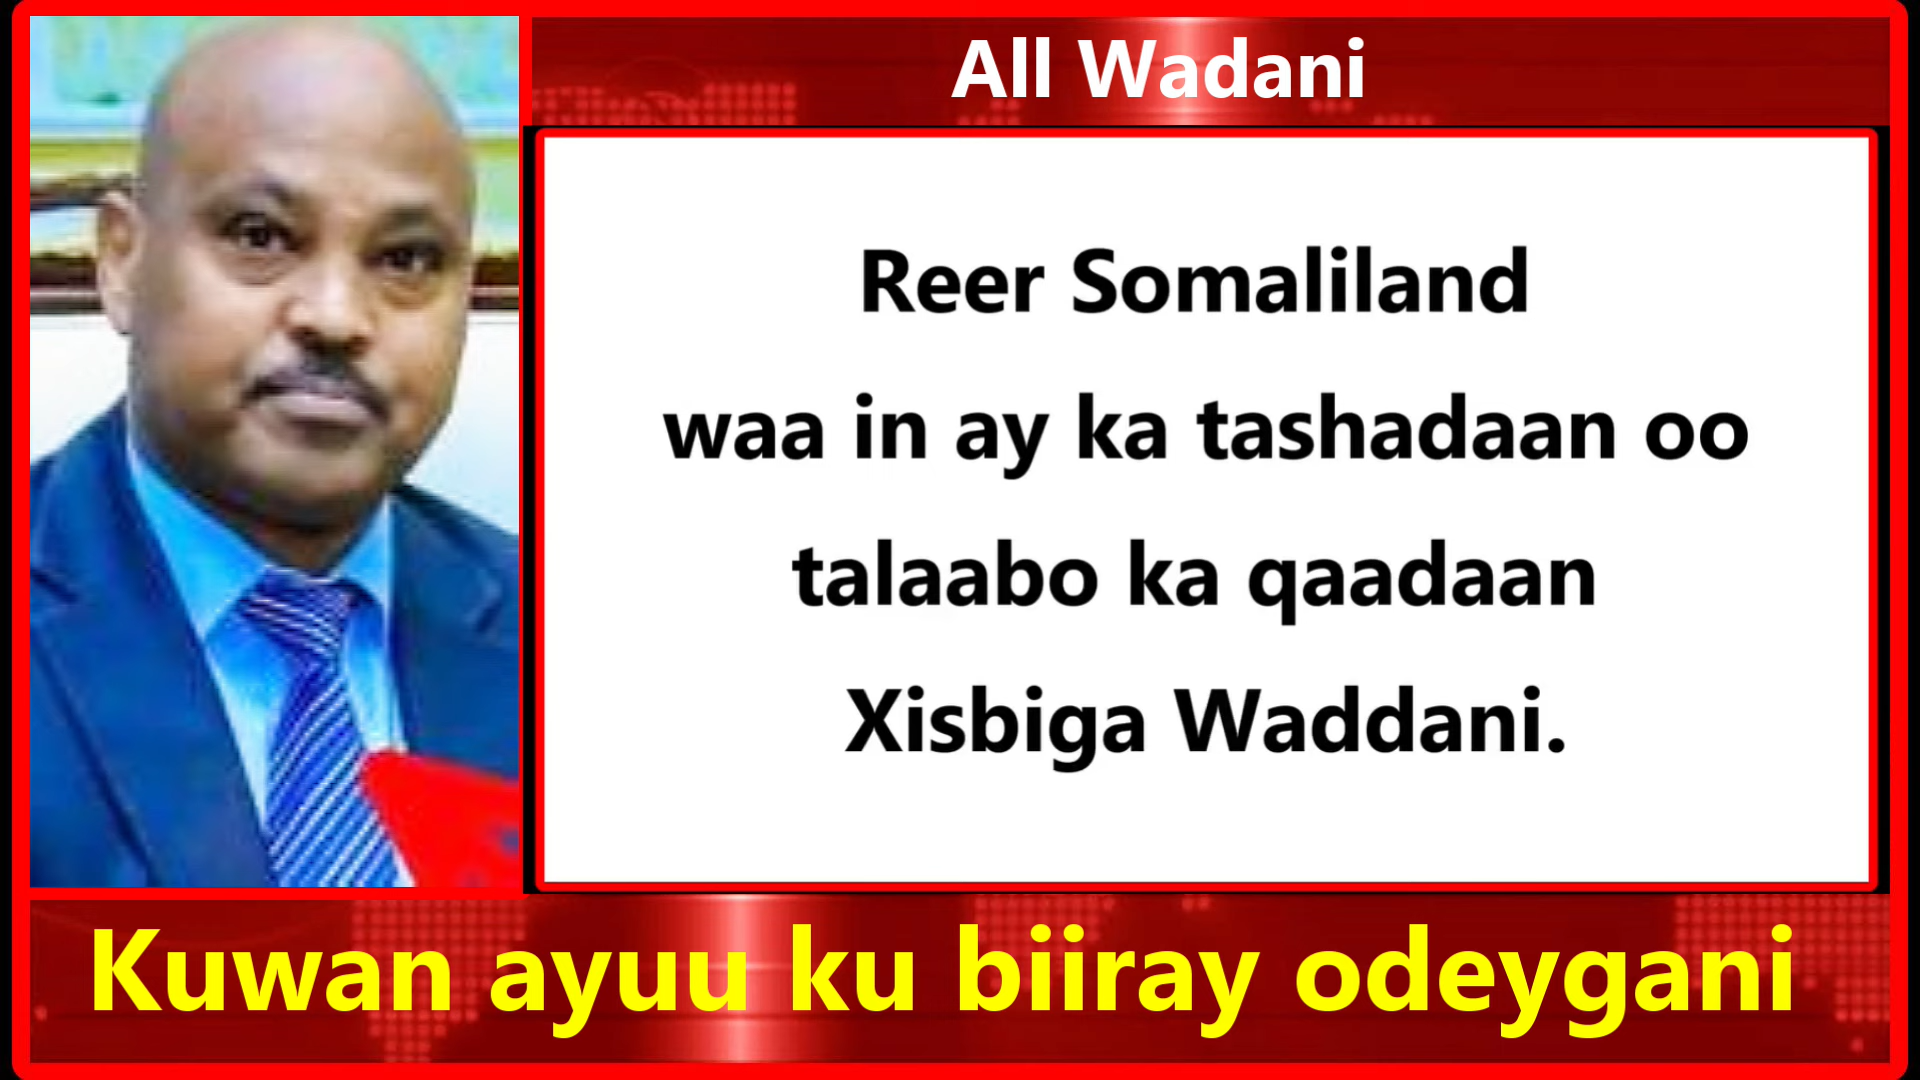 All Wadani
Reer Somaliland
waa in ay ka tashadaan oo
talaabo ka qaadaan
Xisbiga Waddani.
Kuwan ayuu ku biiray odeygani